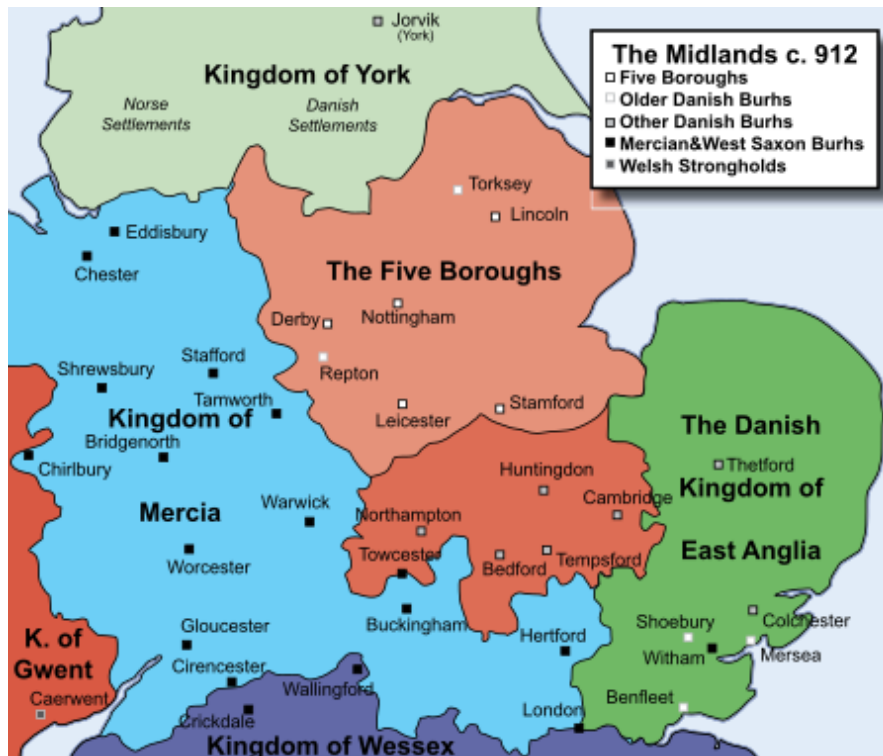 Jorvik
(York)
Kingdom of York
Norse
Settlements
Danish
Settlements
The Midlands c. 912
Five Boroughs
Older Danish Burhs
Other Danish Burhs
Mercian&West Saxon Burhs
Welsh Strongholds
Torksey
Lincoln
Eddisbury
Chester
The Five Boroughs
Derby
Nottingham
Repton
Leicester
Stamford
Shrewsbury
Stafford
Tamworth
Kingdom of
Bridgenorth
Chirlbury
Mercia
Warwick
Worcester
Huntingdon
Cambridge
Northampton
Towcester
Bedford
Tempsford
The Danish
Thetford
Kingdom of
East Anglia
Buckingham
Hertford
Shoebury
Colchester
Witham
Mersea
Benfleet
Gloucester
Cirencester
K. of
Gwent
Caerwent
Crickdale
Wallingford
London
Kingdom of Wessex